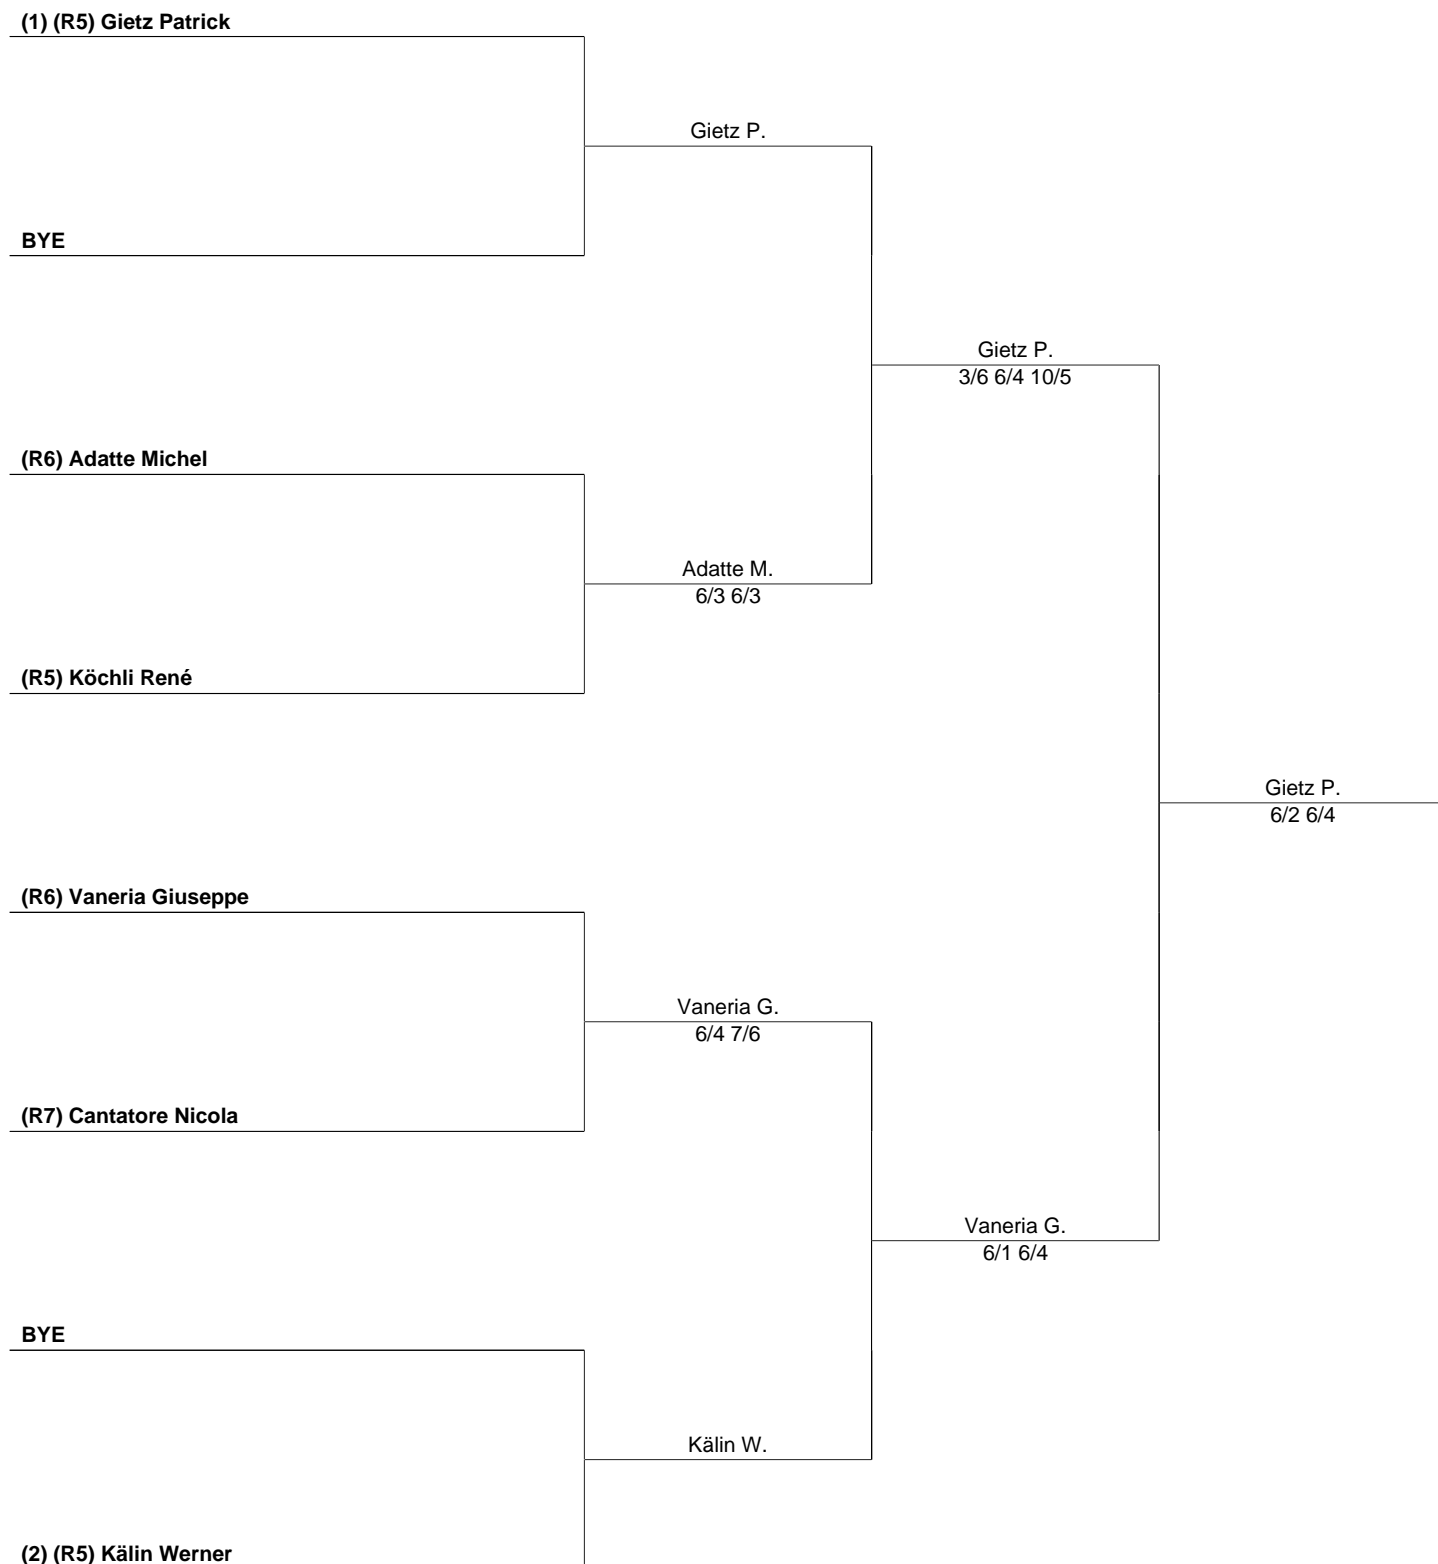 (1) (R5) Gietz Patrick
Gietz P.
BYE
Gietz P.
3/6 6/4 10/5
(R6) Adatte Michel
Adatte M.
6/3 6/3
(R5) Köchli René
Gietz P.
6/2 6/4
(R6) Vaneria Giuseppe
Vaneria G.
6/4 7/6
(R7) Cantatore Nicola
Vaneria G.
6/1 6/4
BYE
Kälin W.
(2) (R5) Kälin Werner